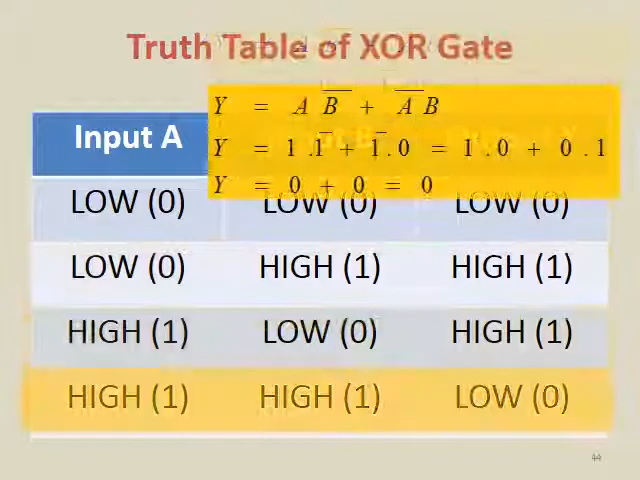 Truth Table of XOR Gate
Y = A B̅ + A̅ B
Input A
Y = 1 . 1̅ + 1̅ . 0 = 1 . 0 + 0 . 1
Y = 0 + 0 = 0
LOW (0) LOW (0) LOW (0)
LOW (0) HIGH (1) HIGH (1)
HIGH (1) LOW (0) HIGH (1)
HIGH (1) HIGH (1) LOW (0)
44